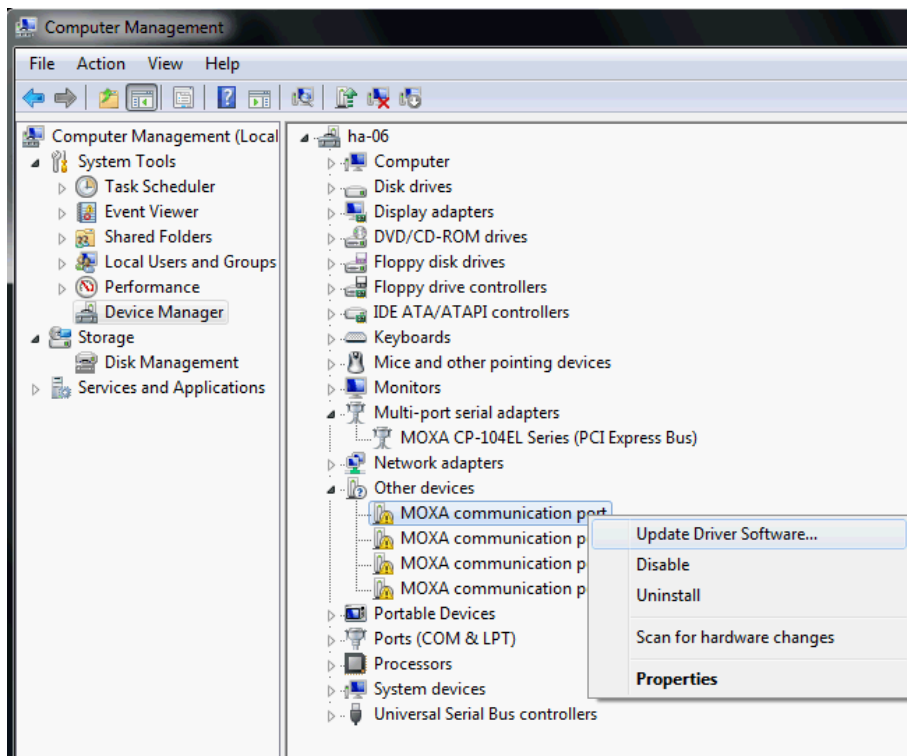 Computer Management
File Action View Help
Computer Management (Local
System Tools
Task Scheduler
Event Viewer
Shared Folders
Local Users and Groups
Performance
Device Manager
Storage
Disk Management
Services and Applications
ha-06
Computer
Disk drives
Display adapters
DVD/CD-ROM drives
Floppy disk drives
Floppy drive controllers
IDE ATA/ATAPI controllers
Keyboards
Mice and other pointing devices
Monitors
Multi-port serial adapters
MOXA CP-104EL Series (PCI Express Bus)
Network adapters
Other devices
MOXA communication port
MOXA communication p
MOXA communication p
MOXA communication p
Portable Devices
Ports (COM & LPT)
Processors
System devices
Universal Serial Bus controllers
Update Driver Software...
Disable
Uninstall
Scan for hardware changes
Properties